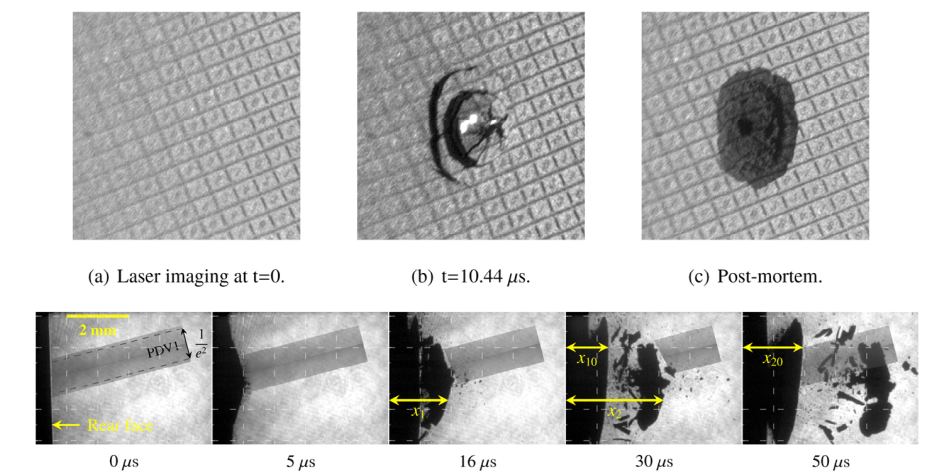 (a) Laser imaging at t=0.
(b) t=10.44 μs.
(c) Post-mortem.
2 mm
PDV1
1/e²
Rear face
x₁
x₁₀
x₂
x₂₀
0 μs
5 μs
16 μs
30 μs
50 μs